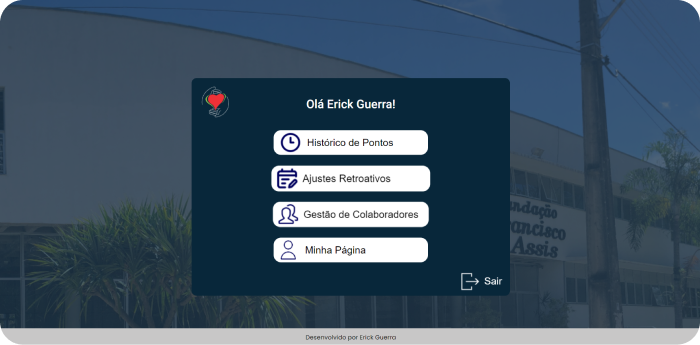 Olá Erick Guerra!
Histórico de Pontos
Ajustes Retroativos
Gestão de Colaboradores
Minha Página
Sair
undação
rancisco
Assis
Desenvolvido por Erick Guerra